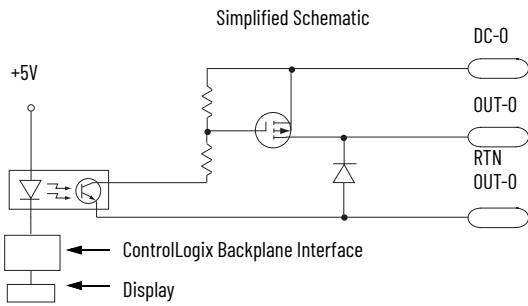 Simplified Schematic
DC-0
+5V
OUT-0
RTN
OUT-0
ControlLogix Backplane Interface
Display